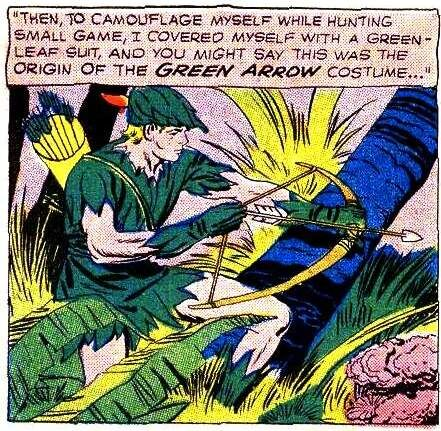 "THEN, TO CAMOUFLAGE MYSELF WHILE HUNTING
SMALL GAME, I COVERED MYSELF WITH A GREEN-
LEAF SUIT, AND YOU MIGHT SAY THIS WAS THE
ORIGIN OF THE GREEN ARROW COSTUME..."